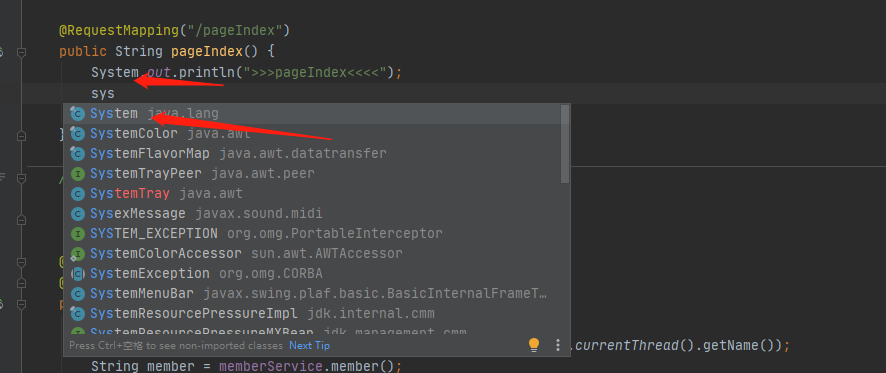 @RequestMapping("/pageIndex")
public String pageIndex() {
System.out.println(">>>pageIndex<<<<");
sys
System java.lang
}
SystemColor java.awt
SystemFlavorMap java.awt.datatransfer
SystemTrayPeer java.awt.peer
/
SystemTray java.awt
SysexMessage javax.sound.midi
SYSTEM_EXCEPTION org.omg.PortableInterceptor
SystemColorAccessor sun.awt.AWTAccessor
@
SystemException org.omg.CORBA
@
SystemMenuBar javax.swing.plaf.basic.BasicInternalFrameT...
p
SystemResourcePressureImpl jdk.internal.cmm
SystemResourcePressureMXBean jdk.management.cmm
Press Ctrl+空格 to see non-imported classes Next Tip
.currentThread().getName());
String member = memberService.member();